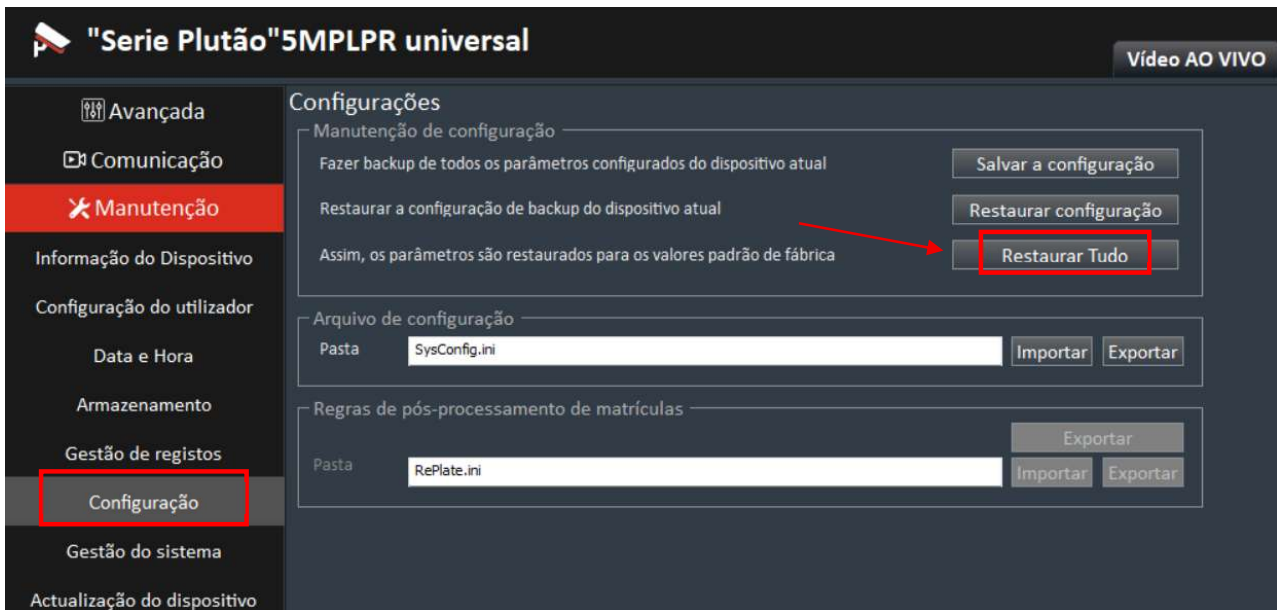 "Serie Plutão"5MPLPR universal
Vídeo AO VIVO
Avançada
Comunicação
Manutenção
Informação do Dispositivo
Configuração do utilizador
Data e Hora
Armazenamento
Gestão de registos
Configuração
Gestão do sistema
Actualização do dispositivo
Configurações
Manutenção de configuração
Fazer backup de todos os parâmetros configurados do dispositivo atual
Salvar a configuração
Restaurar a configuração de backup do dispositivo atual
Restaurar configuração
Assim, os parâmetros são restaurados para os valores padrão de fábrica
Restaurar Tudo
Arquivo de configuração
Pasta SysConfig.ini Importar Exportar
Regras de pós-processamento de matrículas
Exportar
Pasta RePlate.ini Importar Exportar